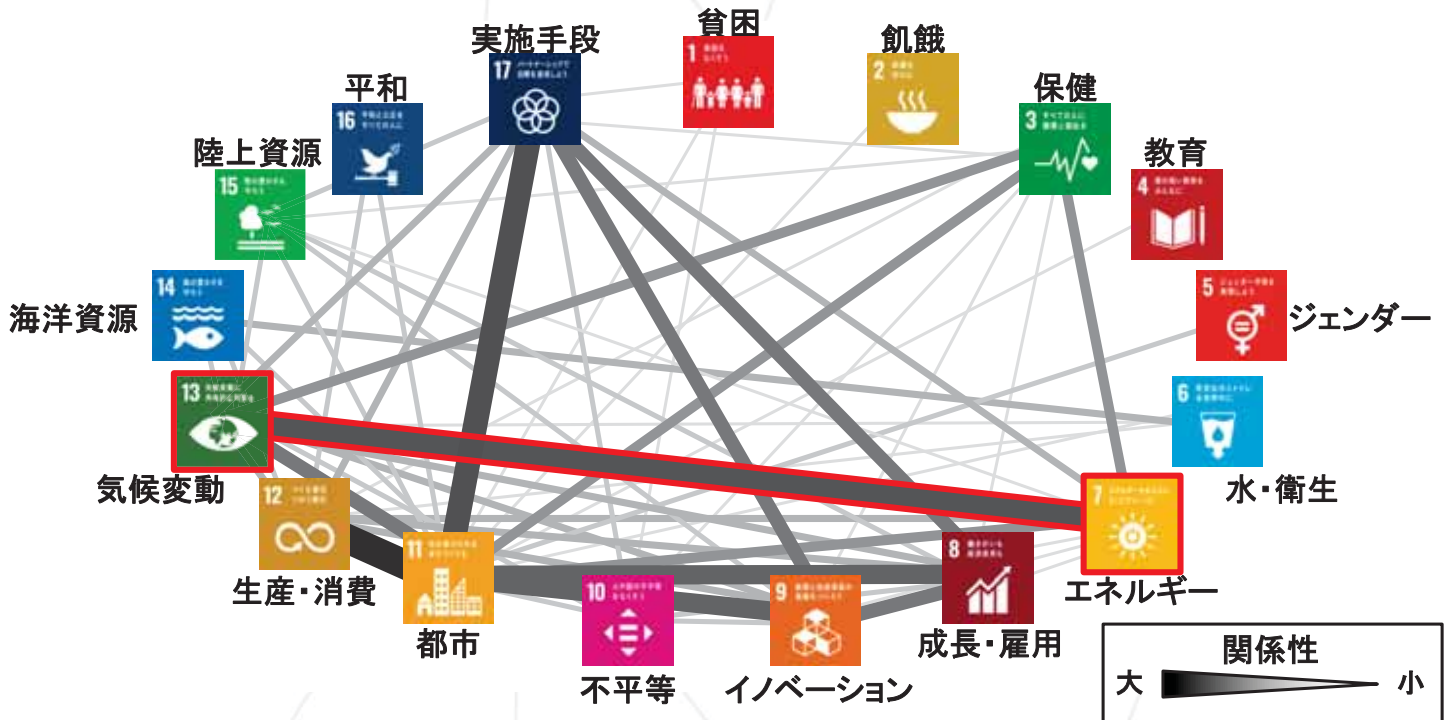 実施手段
17
貧困
1
飢餓
2
保健
3
教育
4
ジェンダー
5
水・衛生
6
エネルギー
7
成長・雇用
8
イノベーション
9
不平等
10
都市
11
生産・消費
12
気候変動
13
海洋資源
14
陸上資源
15
平和
16
関係性
大
小